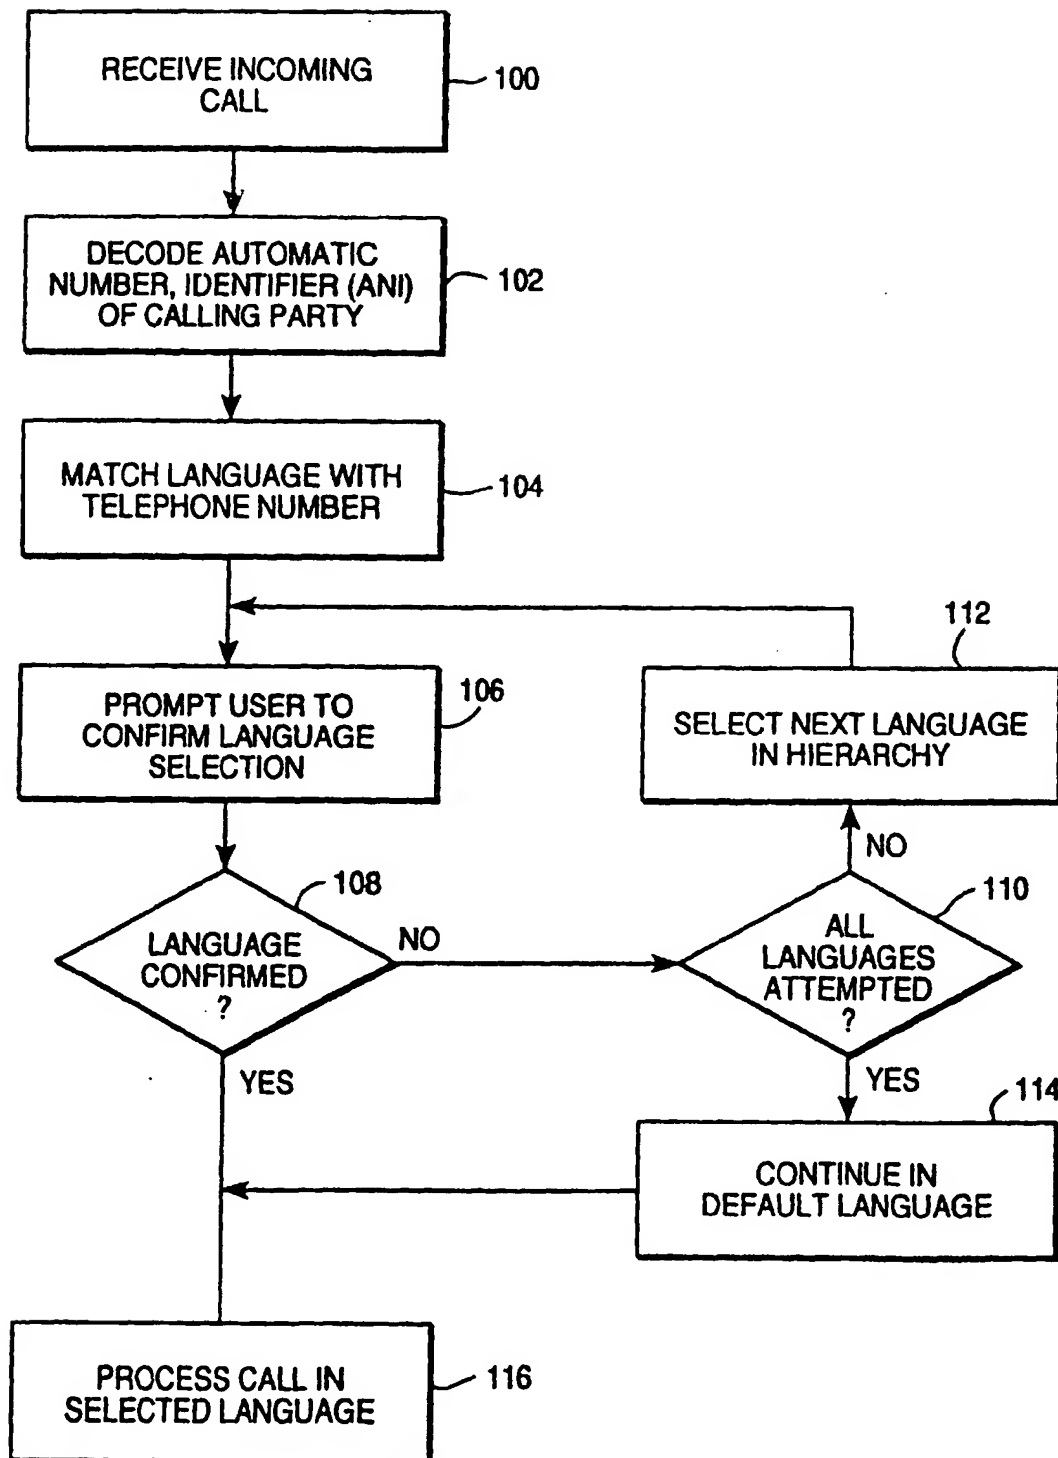 RECEIVE INCOMING
CALL
100
DECODE AUTOMATIC
NUMBER, IDENTIFIER (ANI)
OF CALLING PARTY
102
MATCH LANGUAGE WITH
TELEPHONE NUMBER
104
PROMPT USER TO
CONFIRM LANGUAGE
SELECTION
106
112
SELECT NEXT LANGUAGE
IN HIERARCHY
NO
108
LANGUAGE
CONFIRMED
?
NO
110
ALL
LANGUAGES
ATTEMPTED
?
YES
YES
114
CONTINUE IN
DEFAULT LANGUAGE
PROCESS CALL IN
SELECTED LANGUAGE
116